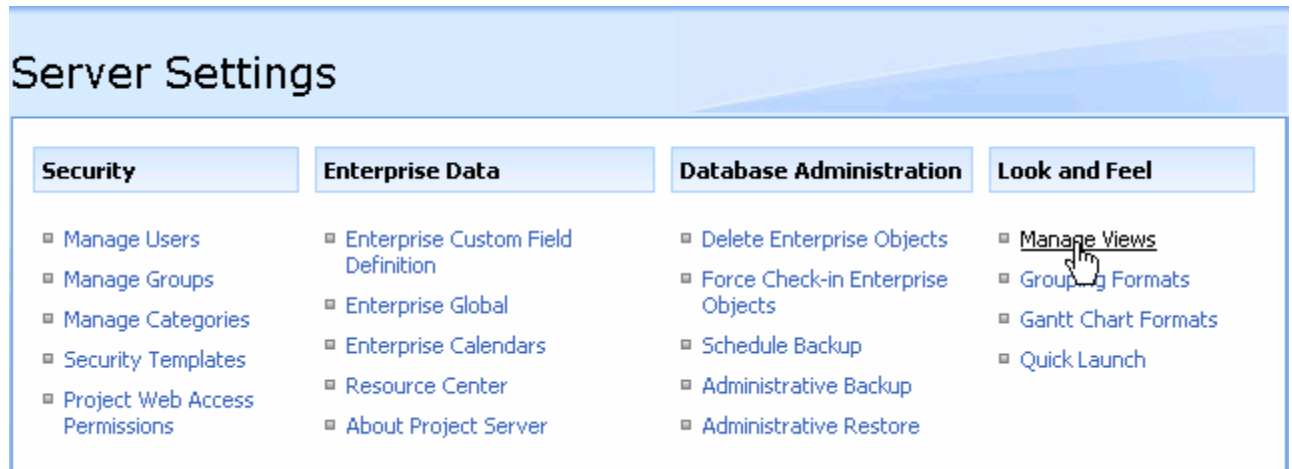 Server Settings
Security
Manage Users
Manage Groups
Manage Categories
Security Templates
Project Web Access
Permissions
Enterprise Data
Enterprise Custom Field
Definition
Enterprise Global
Enterprise Calendars
Resource Center
About Project Server
Database Administration
Delete Enterprise Objects
Force Check-in Enterprise
Objects
Schedule Backup
Administrative Backup
Administrative Restore
Look and Feel
Manage Views
Grouping Formats
Gantt Chart Formats
Quick Launch